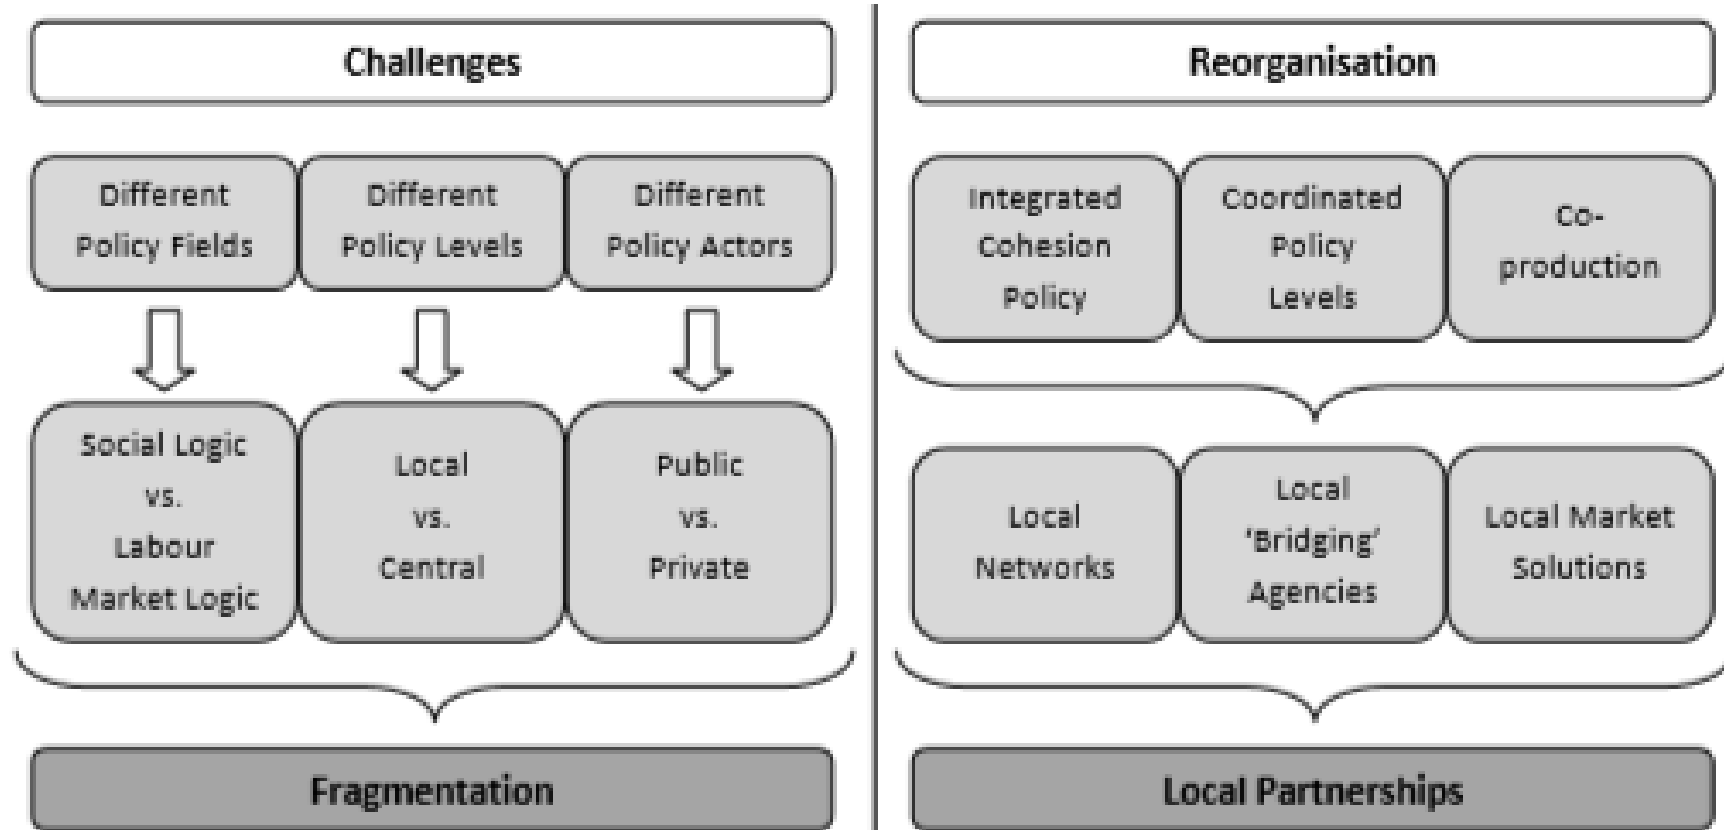 Challenges
Different
Policy Fields
Different
Policy Levels
Different
Policy Actors
Social Logic
vs.
Labour
Market Logic
Local
vs.
Central
Public
vs.
Private
Fragmentation
Reorganisation
Integrated
Cohesion
Policy
Coordinated
Policy
Levels
Co-
production
Local
Networks
Local
'Bridging'
Agencies
Local Market
Solutions
Local Partnerships